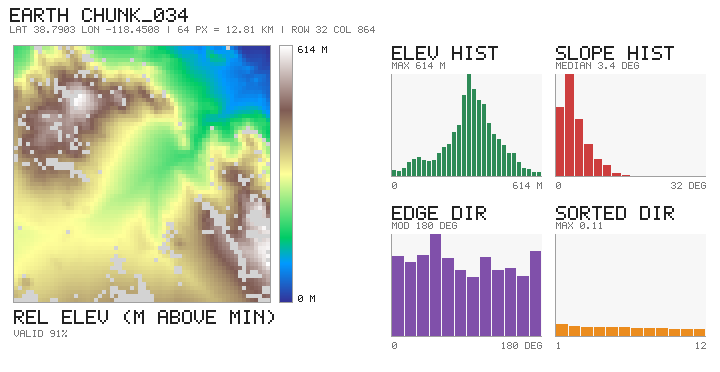 EARTH CHUNK_034
LAT 38.7903 LON -118.4508 | 64 PX = 12.81 KM | ROW 32 COL 864
614 M
0 M
REL ELEV (M ABOVE MIN)
VALID 91%
ELEV HIST
MAX 614 M
0 614 M
SLOPE HIST
MEDIAN 3.4 DEG
0 32 DEG
EDGE DIR
MOD 180 DEG
0 180 DEG
SORTED DIR
MAX 0.11
1 12